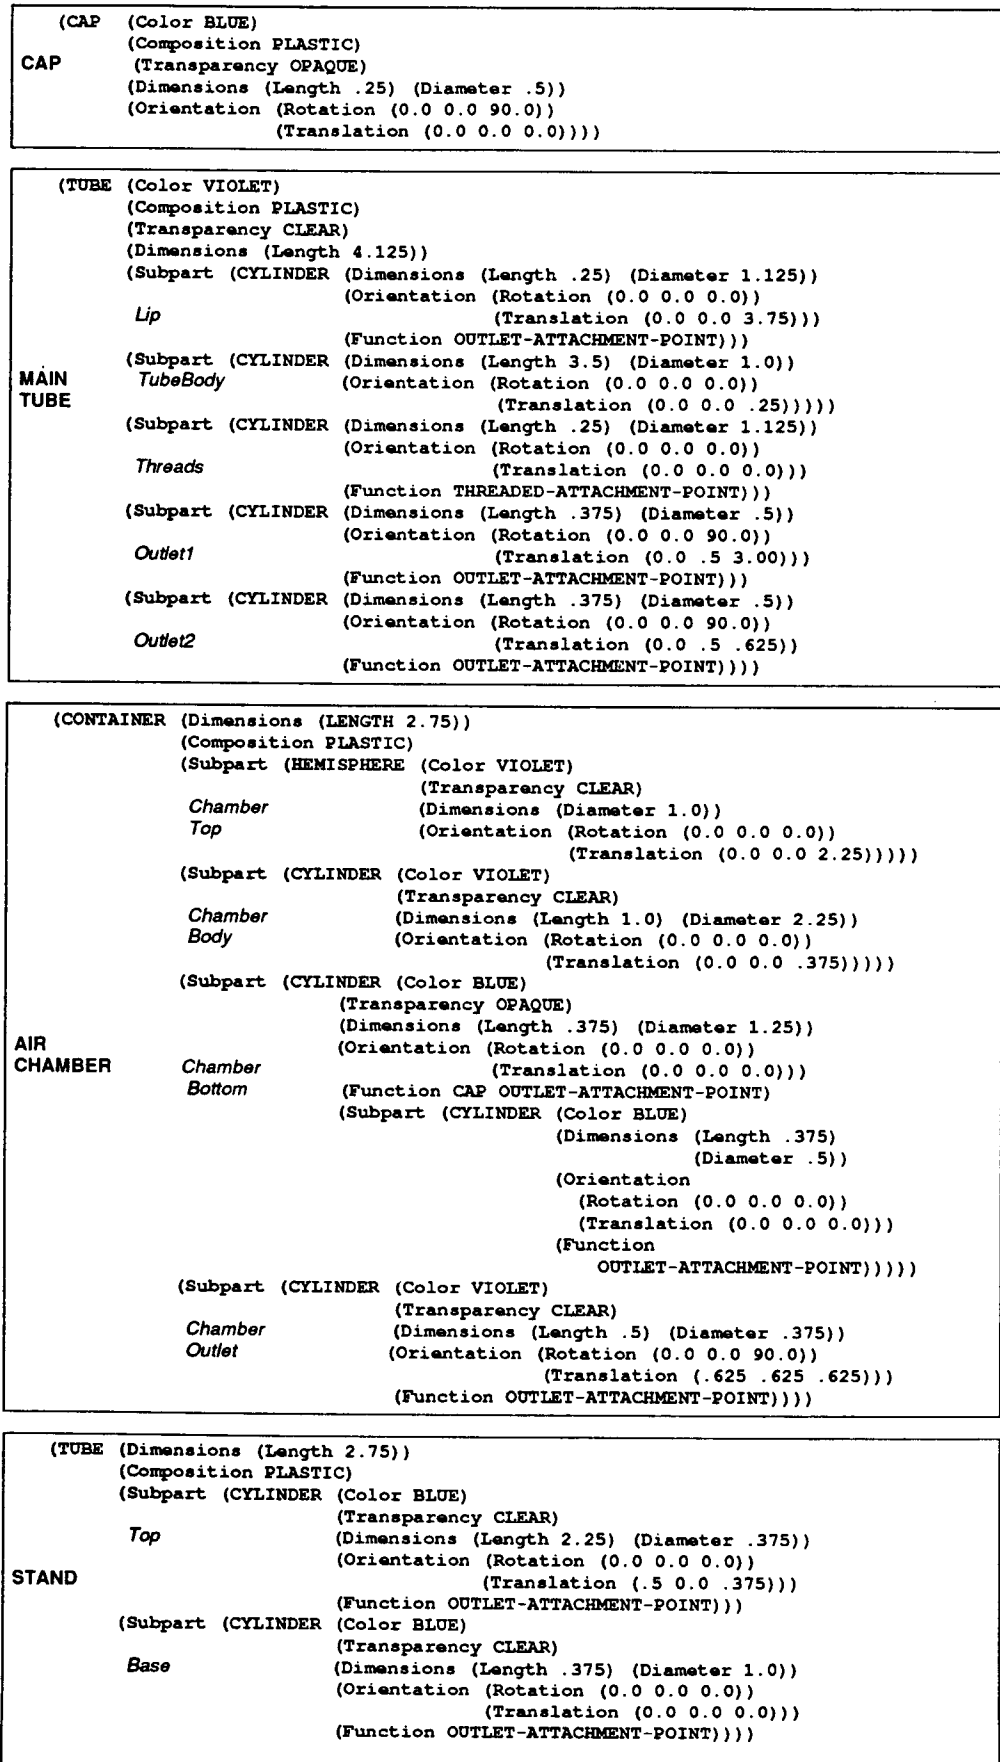 (CAP (Color BLUE)
(Composition PLASTIC)
CAP (Transparency OPAQUE)
(Dimensions (Length .25) (Diameter .5))
(Orientation (Rotation (0.0 0.0 90.0))
(Translation (0.0 0.0 0.0))))
(TUBE (Color VIOLET)
(Composition PLASTIC)
(Transparency CLEAR)
(Dimensions (Length 4.125))
(Subpart (CYLINDER (Dimensions (Length .25) (Diameter 1.125))
(Orientation (Rotation (0.0 0.0 0.0))
Lip (Translation (0.0 0.0 3.75)))
(Function OUTLET-ATTACHMENT-POINT)))
(Subpart (CYLINDER (Dimensions (Length 3.5) (Diameter 1.0))
MAIN TubeBody (Orientation (Rotation (0.0 0.0 0.0))
TUBE (Translation (0.0 0.0 .25)))))
(Subpart (CYLINDER (Dimensions (Length .25) (Diameter 1.125))
(Orientation (Rotation (0.0 0.0 0.0))
Threads (Translation (0.0 0.0 0.0)))
(Function THREADED-ATTACHMENT-POINT)))
(Subpart (CYLINDER (Dimensions (Length .375) (Diameter .5))
(Orientation (Rotation (0.0 0.0 90.0))
Outlet1 (Translation (0.0 .5 3.00)))
(Function OUTLET-ATTACHMENT-POINT)))
(Subpart (CYLINDER (Dimensions (Length .375) (Diameter .5))
(Orientation (Rotation (0.0 0.0 90.0))
Outlet2 (Translation (0.0 .5 .625))
(Function OUTLET-ATTACHMENT-POINT))))
(CONTAINER (Dimensions (LENGTH 2.75))
(Composition PLASTIC)
(Subpart (HEMISPHERE (Color VIOLET)
(Transparency CLEAR)
Chamber (Dimensions (Diameter 1.0))
Top (Orientation (Rotation (0.0 0.0 0.0))
(Translation (0.0 0.0 2.25)))))
(Subpart (CYLINDER (Color VIOLET)
(Transparency CLEAR)
Chamber (Dimensions (Length 1.0) (Diameter 2.25))
Body (Orientation (Rotation (0.0 0.0 0.0))
(Translation (0.0 0.0 .375)))))
(Subpart (CYLINDER (Color BLUE)
(Transparency OPAQUE)
(Dimensions (Length .375) (Diameter 1.25))
AIR (Orientation (Rotation (0.0 0.0 0.0))
CHAMBER Chamber (Translation (0.0 0.0 0.0)))
Bottom (Function CAP OUTLET-ATTACHMENT-POINT)
(Subpart (CYLINDER (Color BLUE)
(Dimensions (Length .375)
(Diameter .5))
(Orientation
(Rotation (0.0 0.0 0.0))
(Translation (0.0 0.0 0.0)))
(Function
OUTLET-ATTACHMENT-POINT)))))
(Subpart (CYLINDER (Color VIOLET)
(Transparency CLEAR)
Chamber (Dimensions (Length .5) (Diameter .375))
Outlet (Orientation (Rotation (0.0 0.0 90.0))
(Translation (.625 .625 .625)))
(Function OUTLET-ATTACHMENT-POINT))))
(TUBE (Dimensions (Length 2.75))
(Composition PLASTIC)
(Subpart (CYLINDER (Color BLUE)
(Transparency CLEAR)
Top (Dimensions (Length 2.25) (Diameter .375))
(Orientation (Rotation (0.0 0.0 0.0))
STAND (Translation (.5 0.0 .375)))
(Function OUTLET-ATTACHMENT-POINT)))
(Subpart (CYLINDER (Color BLUE)
(Transparency CLEAR)
Base (Dimensions (Length .375) (Diameter 1.0))
(Orientation (Rotation (0.0 0.0 0.0))
(Translation (0.0 0.0 0.0)))
(Function OUTLET-ATTACHMENT-POINT))))